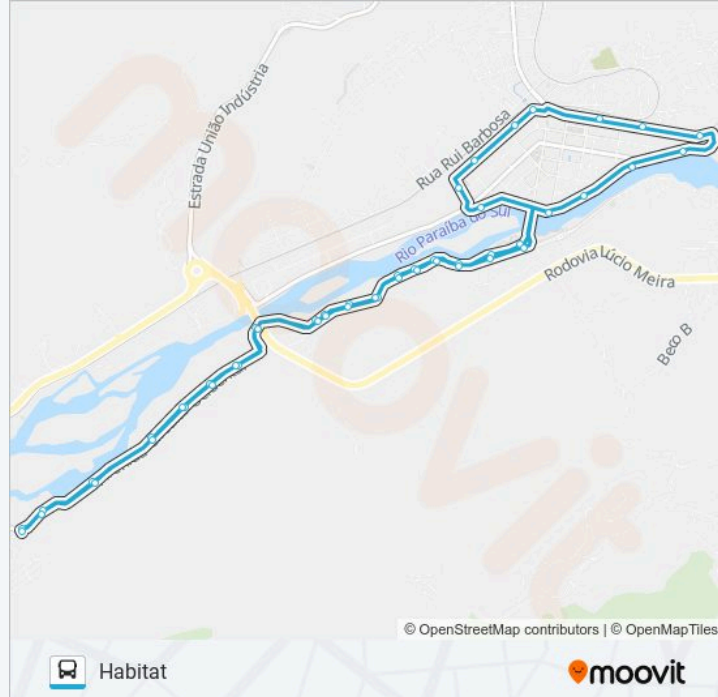 Estrada União Indústria
Rua Rui Barbosa
Rio Paraíba do Sul
Rodovia Lúcio Meira
Beco B
moovit
© OpenStreetMap contributors | © OpenMapTiles
Habitat
moovit